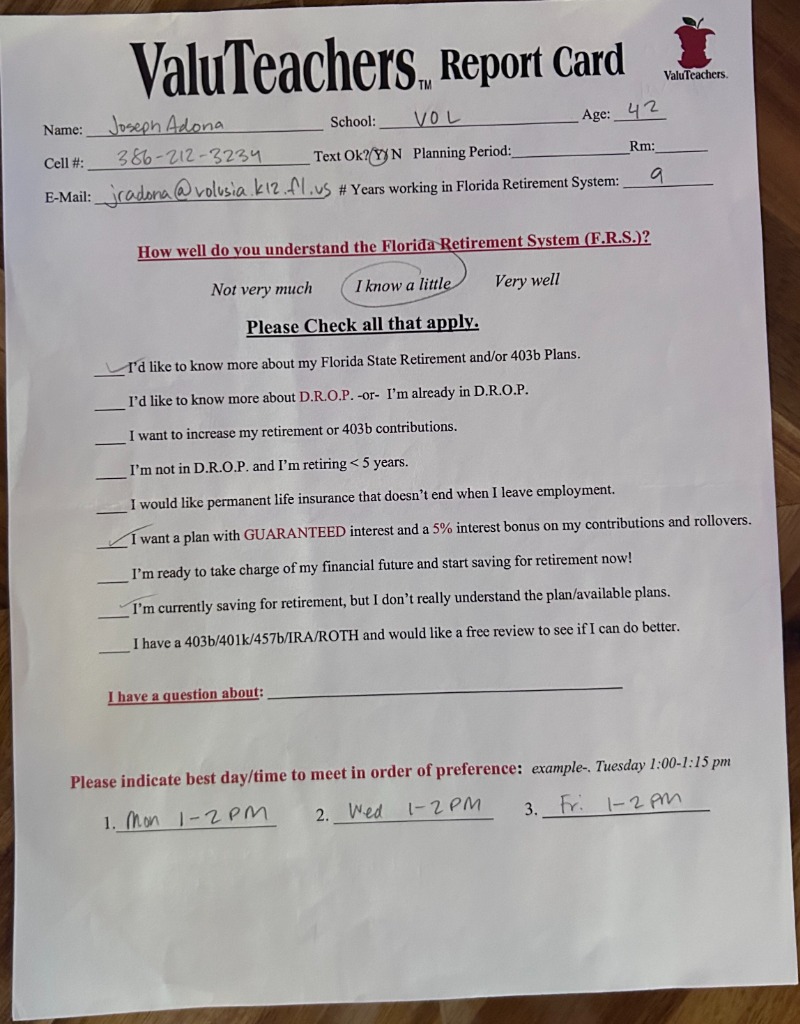 ValuTeachers™ Report Card
ValuTeachers.
Name: Joseph Adona School: VOL Age: 42
Cell #: 386-212-3234 Text Ok? Y N Planning Period: Rm:
E-Mail: jradona@volusia.k12.fl.us # Years working in Florida Retirement System: 9
How well do you understand the Florida Retirement System (F.R.S.)?
Not very much I know a little Very well
Please Check all that apply.
✓ I'd like to know more about my Florida State Retirement and/or 403b Plans.
I'd like to know more about D.R.O.P. -or- I'm already in D.R.O.P.
I want to increase my retirement or 403b contributions.
I'm not in D.R.O.P. and I'm retiring < 5 years.
I would like permanent life insurance that doesn't end when I leave employment.
✓ I want a plan with GUARANTEED interest and a 5% interest bonus on my contributions and rollovers.
I'm ready to take charge of my financial future and start saving for retirement now!
✓ I'm currently saving for retirement, but I don't really understand the plan/available plans.
I have a 403b/401k/457b/IRA/ROTH and would like a free review to see if I can do better.
I have a question about:
Please indicate best day/time to meet in order of preference: example-. Tuesday 1:00-1:15 pm
1. Mon 1-2 PM 2. Wed 1-2 PM 3. Fri 1-2 PM